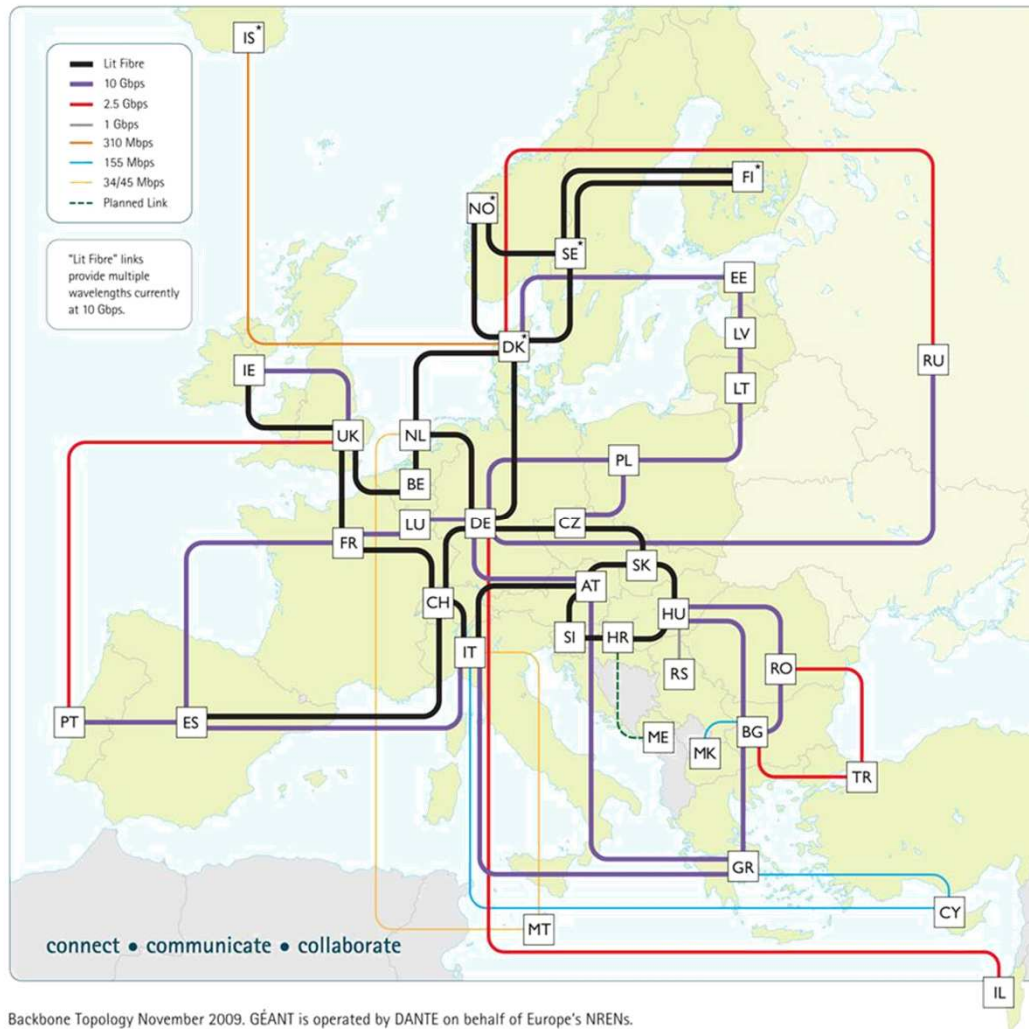 IS*
Lit Fibre
10 Gbps
2.5 Gbps
1 Gbps
310 Mbps
155 Mbps
34/45 Mbps
Planned Link
"Lit Fibre" links
provide multiple
wavelengths currently
at 10 Gbps.
FI*
NO*
SE*
EE
DK*
LV
RU
IE
LT
UK
NL
PL
BE
LU
DE
CZ
FR
SK
AT
CH
HU
SI
HR
IT
RO
RS
PT
ES
ME
MK
BG
TR
GR
CY
MT
connect • communicate • collaborate
IL
Backbone Topology November 2009. GÉANT is operated by DANTE on behalf of Europe's NRENs.